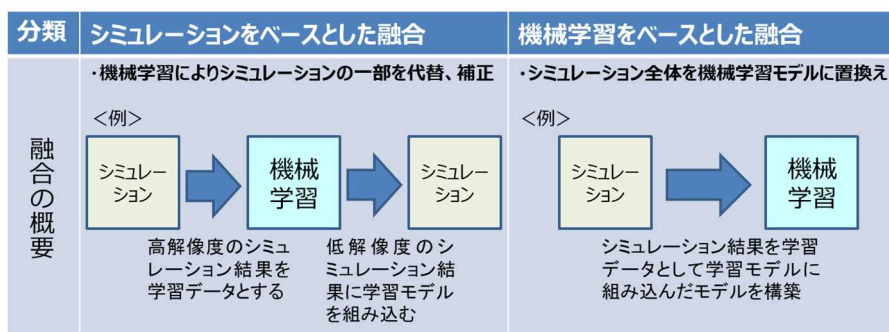 分類
シミュレーションをベースとした融合
機械学習をベースとした融合
融合の概要
・機械学習によりシミュレーションの一部を代替、補正
<例>
シミュレー
ション
機械
学習
シミュレー
ション
高解像度のシミュ
レーション結果を
学習データとする
低解像度のシ
ミュレーション結
果に学習モデル
を組み込む
・シミュレーション全体を機械学習モデルに置換え
<例>
シミュレー
ション
機械
学習
シミュレーション結果を学習
データとして学習モデルに
組み込んだモデルを構築